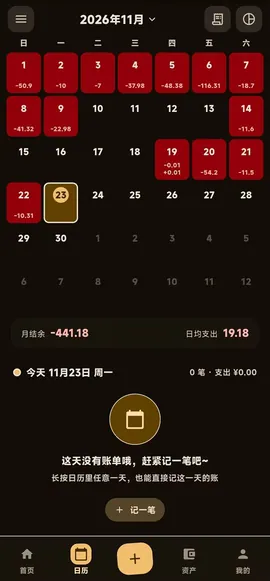 2026年11月
日 一 二 三 四 五 六
1 2 3 4 5 6 7
-50.9 -10 -7 -37.98 -48.38 -116.31 -18.7
8 9 10 11 12 13 14
-41.32 -22.98 -11.6
15 16 17 18 19 20 21
-0.01
+0.01 -54.2 -11.5
22 23 24 25 26 27 28
-10.31
29 30 1 2 3 4 5
6 7 8 9 10 11 12
月结余 -441.18 日均支出 19.18
今天 11月23日 周一 0 笔·支出 ¥0.00
这天没有账单哦，赶紧记一笔吧~
长按日历里任意一天，也能直接记这一天的账
+ 记一笔
首页 日历 + 资产 我的